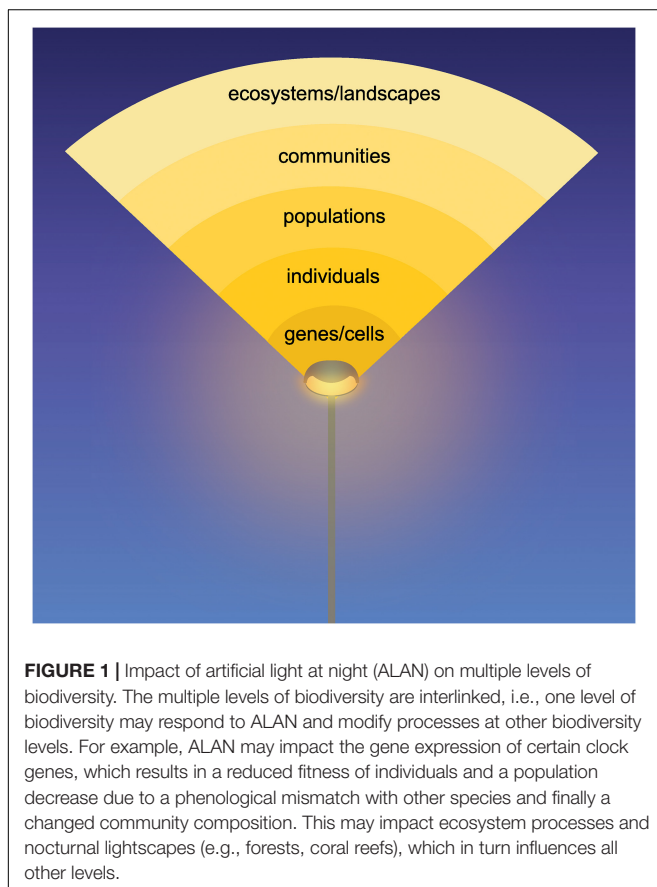 ecosystems/landscapes
communities
populations
individuals
genes/cells
FIGURE 1 | Impact of artificial light at night (ALAN) on multiple levels of
biodiversity. The multiple levels of biodiversity are interlinked, i.e., one level of
biodiversity may respond to ALAN and modify processes at other biodiversity
levels. For example, ALAN may impact the gene expression of certain clock
genes, which results in a reduced fitness of individuals and a population
decrease due to a phenological mismatch with other species and finally a
changed community composition. This may impact ecosystem processes and
nocturnal lightscapes (e.g., forests, coral reefs), which in turn influences all
other levels.